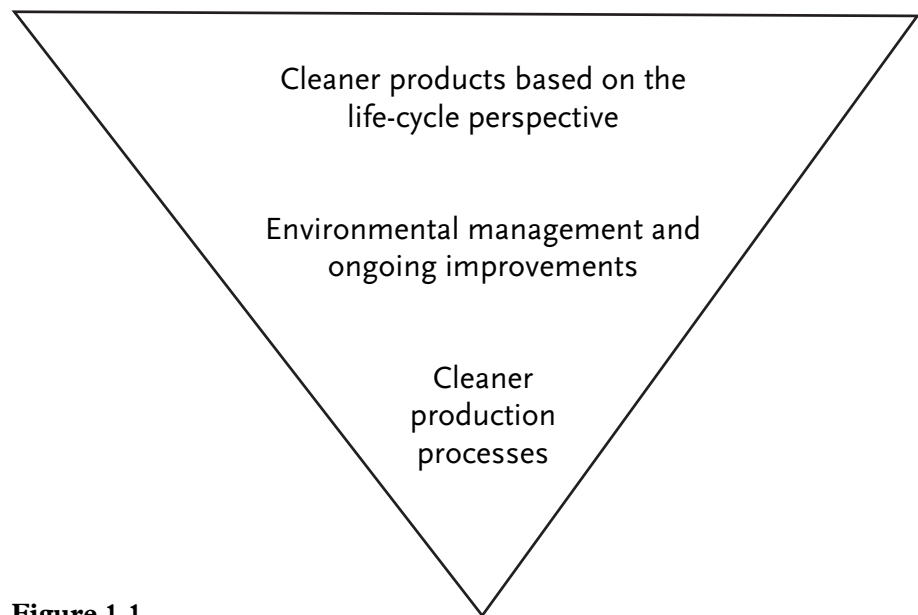 Cleaner products based on the
life-cycle perspective
Environmental management and
ongoing improvements
Cleaner
production
processes
Figure 1.1